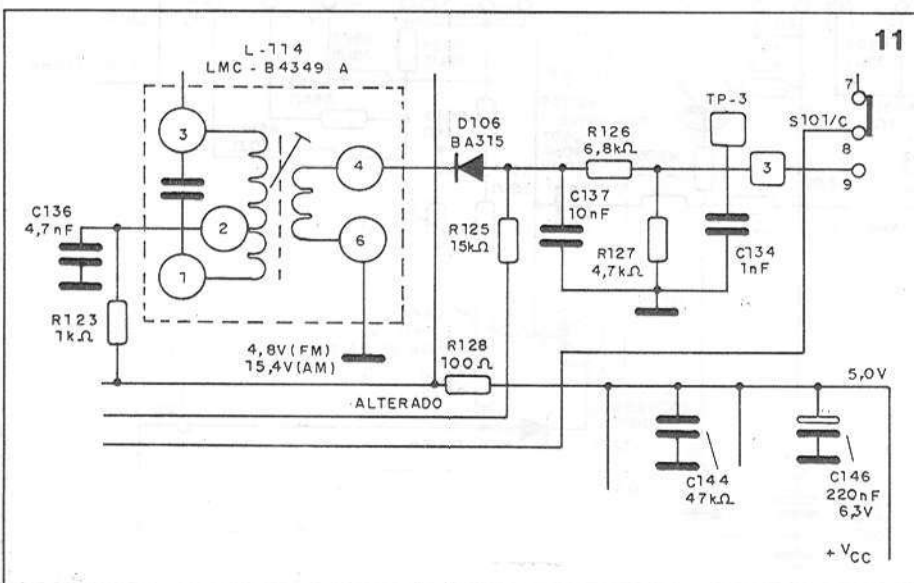 11
L-114
LMC - B4349 A
3
2
1
4
6
C136
4,7nF
R123
1kΩ
4,8V(FM)
15,4V(AM)
D106
BA315
R125
15kΩ
R126
6,8kΩ
C137
10nF
R127
4,7kΩ
TP-3
C134
1nF
3
S101/C
7
8
9
R128
100Ω
ALTERADO
5,0V
C144
47kΩ
C146
220nF
6,3V
+ VCC